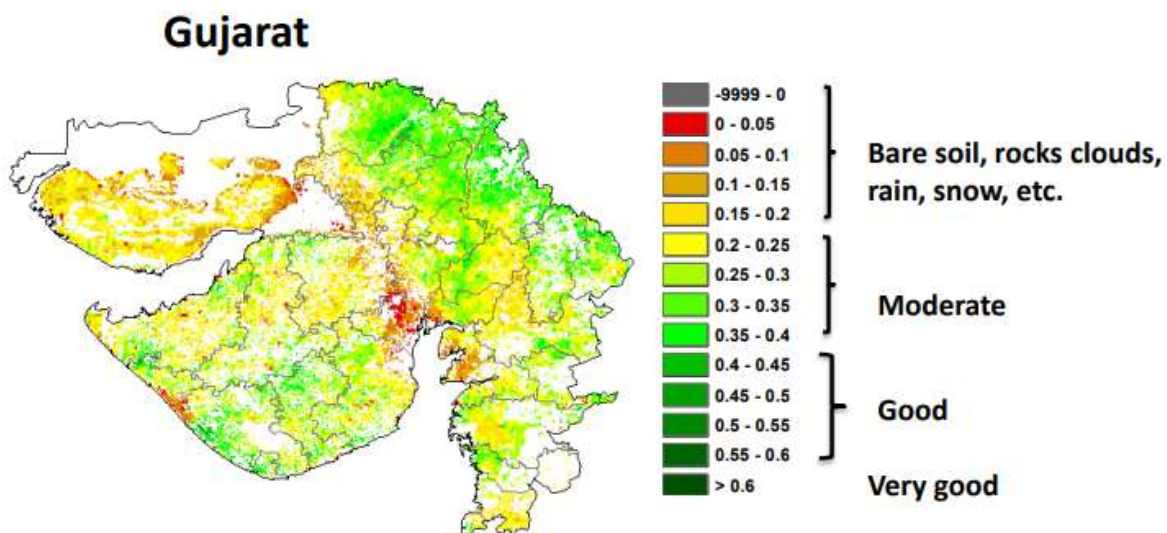 Gujarat
-9999 - 0
0 - 0.05
0.05 - 0.1
0.1 - 0.15
0.15 - 0.2
0.2 - 0.25
0.25 - 0.3
0.3 - 0.35
0.35 - 0.4
0.4 - 0.45
0.45 - 0.5
0.5 - 0.55
0.55 - 0.6
> 0.6
Bare soil, rocks clouds,
rain, snow, etc.
Moderate
Good
Very good